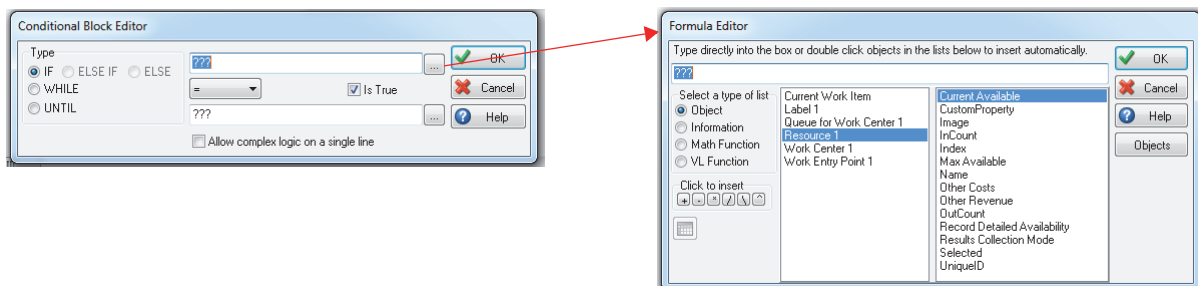 Conditional Block Editor
Type
IF ELSE IF ELSE
WHILE
UNTIL
???
...
OK
=
Is True
Cancel
???
...
Help
Allow complex logic on a single line
Formula Editor
Type directly into the box or double click objects in the lists below to insert automatically.
???
OK
Cancel
Help
Objects
Select a type of list
Object
Information
Math Function
VL Function
Click to insert
+ - * / \ ^
Current Work Item
Label 1
Queue for Work Center 1
Resource 1
Work Center 1
Work Entry Point 1
Current Available
CustomProperty
Image
InCount
Index
Max Available
Name
Other Costs
Other Revenue
OutCount
Record Detailed Availability
Results Collection Mode
Selected
UniqueID